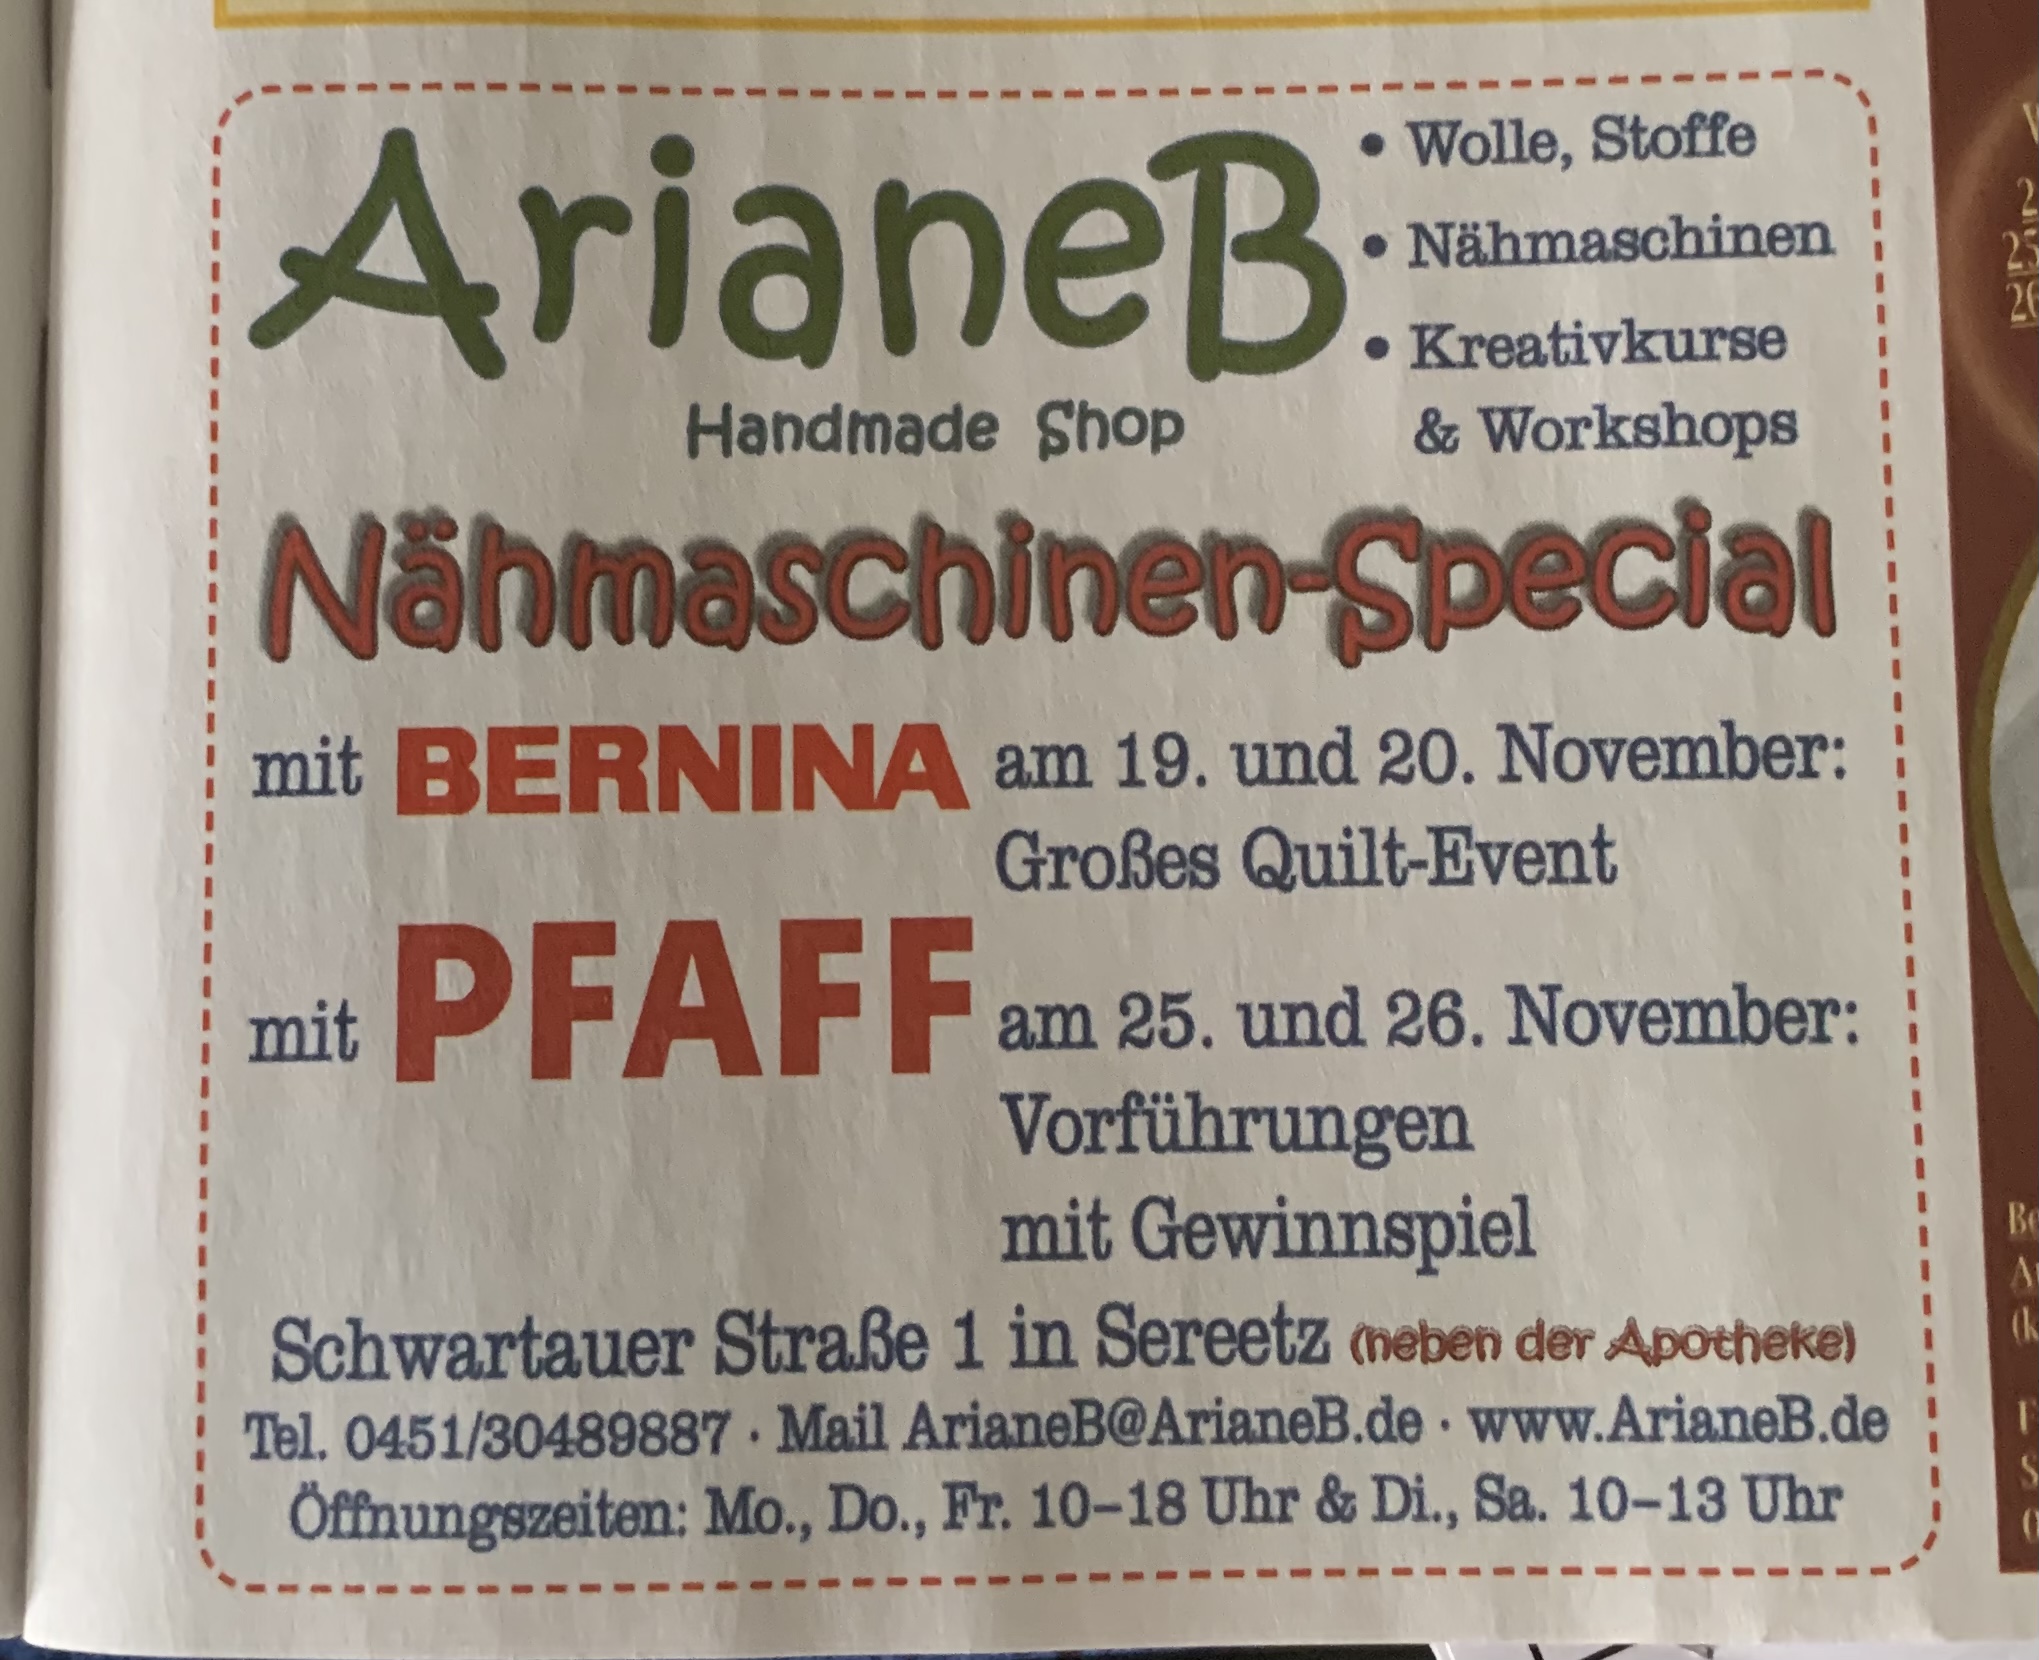 ArianeB
Handmade Shop
• Wolle, Stoffe
• Nähmaschinen
• Kreativkurse
& Workshops
Nähmaschinen-Special
mit BERNINA am 19. und 20. November:
Großes Quilt-Event
mit PFAFF am 25. und 26. November:
Vorführungen
mit Gewinnspiel
Schwartauer Straße 1 in Sereetz (neben der Apotheke)
Tel. 0451/30489887 · Mail ArianeB@ArianeB.de · www.ArianeB.de
Öffnungszeiten: Mo., Do., Fr. 10–18 Uhr & Di., Sa. 10–13 Uhr